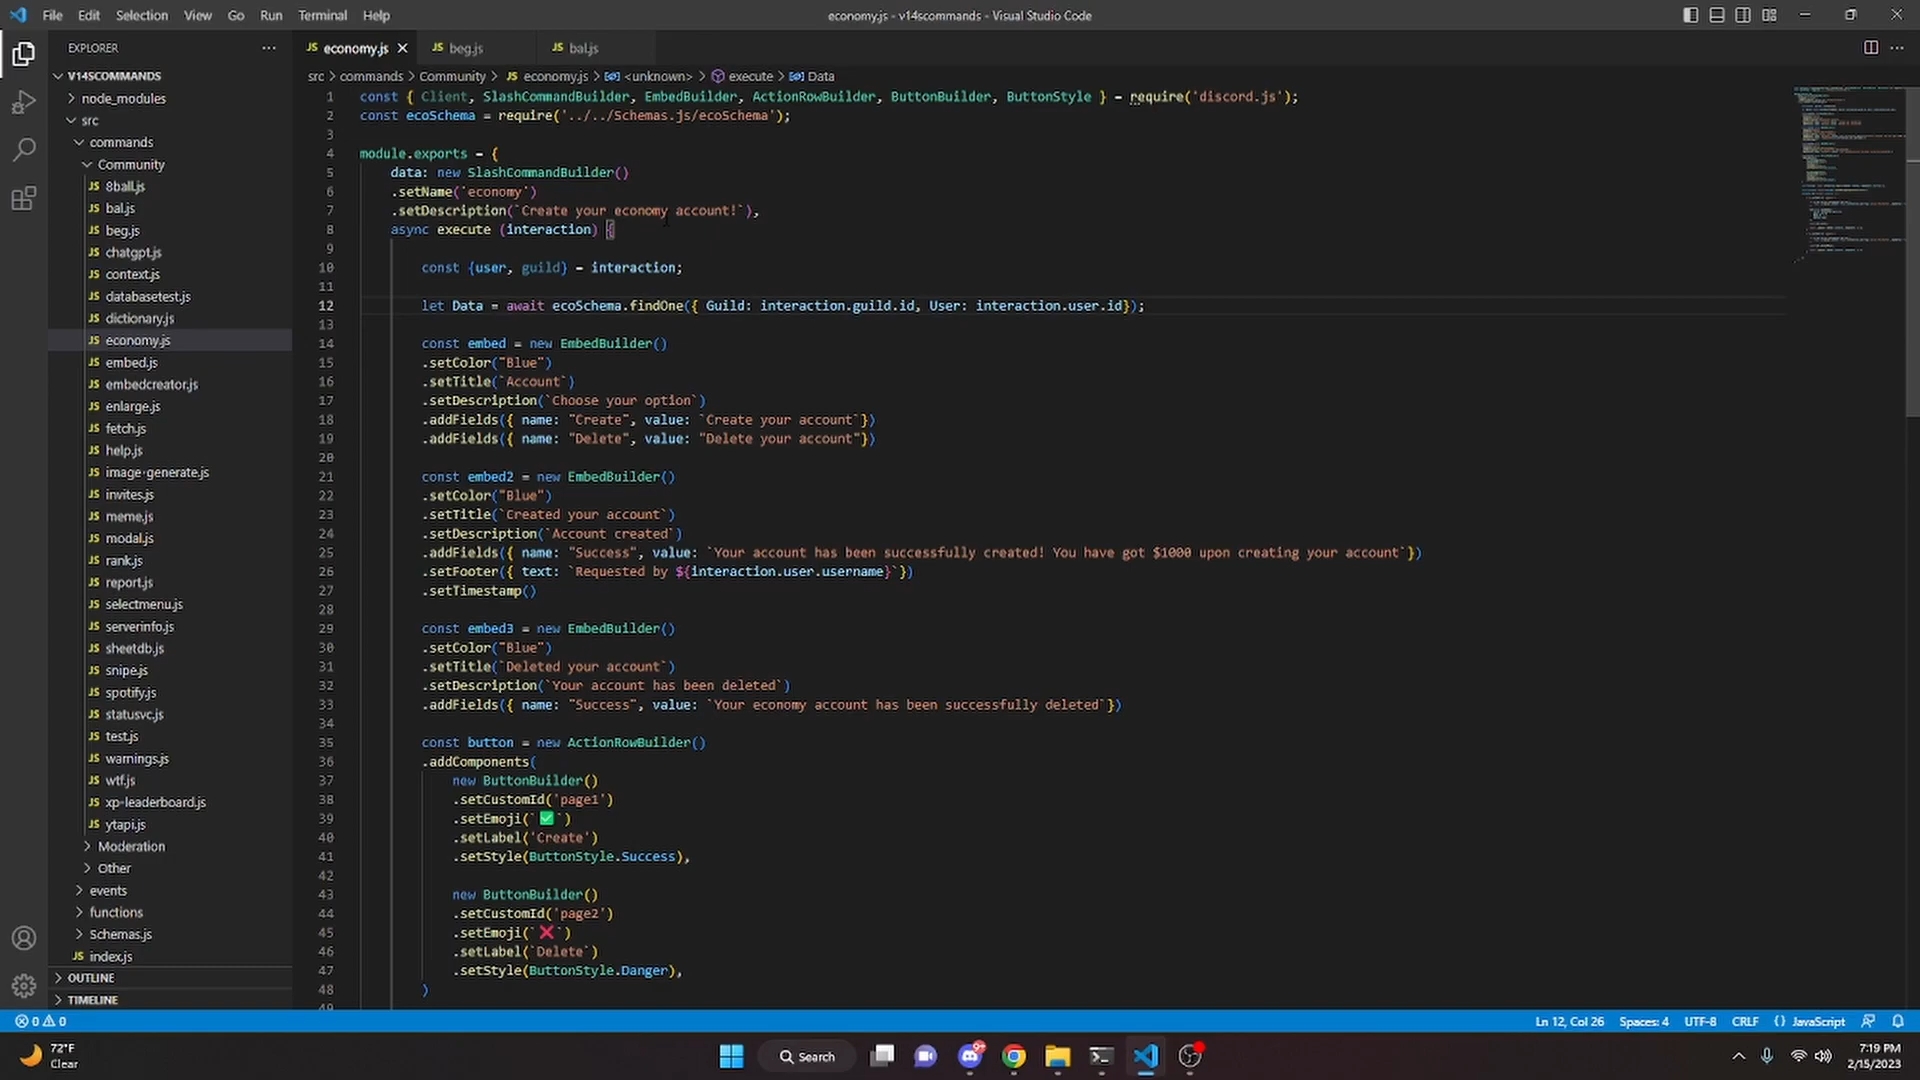 File Edit Selection View Go Run Terminal Help
economy.js - v14scommands - Visual Studio Code
EXPLORER
V14SCOMMANDS
node_modules
src
commands
Community
JS 8ball.js
JS bal.js
JS beg.js
JS chatgpt.js
JS context.js
JS databasetest.js
JS dictionary.js
JS economy.js
JS embed.js
JS embedcreator.js
JS enlarge.js
JS fetch.js
JS help.js
JS image-generate.js
JS invites.js
JS meme.js
JS modal.js
JS rank.js
JS report.js
JS selectmenu.js
JS serverinfo.js
JS sheetdb.js
JS snipe.js
JS spotify.js
JS statusvc.js
JS test.js
JS warnings.js
JS wtf.js
JS xp-leaderboard.js
JS ytapi.js
Moderation
Other
events
functions
Schemas.js
JS index.js
OUTLINE
TIMELINE
JS economy.js JS beg.js JS bal.js
src > commands > Community > JS economy.js > <unknown> > execute > Data
1 const { Client, SlashCommandBuilder, EmbedBuilder, ActionRowBuilder, ButtonBuilder, ButtonStyle } = require('discord.js');
2 const ecoSchema = require('../../Schemas.js/ecoSchema');
3
4 module.exports = {
5 data: new SlashCommandBuilder()
6 .setName('economy')
7 .setDescription(`Create your economy account!`),
8 async execute (interaction) {
9
10 const {user, guild} = interaction;
11
12 let Data = await ecoSchema.findOne({ Guild: interaction.guild.id, User: interaction.user.id});
13
14 const embed = new EmbedBuilder()
15 .setColor("Blue")
16 .setTitle(`Account`)
17 .setDescription(`Choose your option`)
18 .addFields({ name: "Create", value: `Create your account`})
19 .addFields({ name: "Delete", value: "Delete your account"})
20
21 const embed2 = new EmbedBuilder()
22 .setColor("Blue")
23 .setTitle(`Created your account`)
24 .setDescription(`Account created`)
25 .addFields({ name: "Success", value: `Your account has been successfully created! You have got $1000 upon creating your account`})
26 .setFooter({ text: `Requested by ${interaction.user.username}`})
27 .setTimestamp()
28
29 const embed3 = new EmbedBuilder()
30 .setColor("Blue")
31 .setTitle(`Deleted your account`)
32 .setDescription(`Your account has been deleted`)
33 .addFields({ name: "Success", value: `Your economy account has been successfully deleted`})
34
35 const button = new ActionRowBuilder()
36 .addComponents(
37 new ButtonBuilder()
38 .setCustomId('page1')
39 .setEmoji(`✅`)
40 .setLabel('Create')
41 .setStyle(ButtonStyle.Success),
42
43 new ButtonBuilder()
44 .setCustomId('page2')
45 .setEmoji(`❌`)
46 .setLabel(`Delete`)
47 .setStyle(ButtonStyle.Danger),
48 )
49
0 0
Ln 12, Col 26 Spaces: 4 UTF-8 CRLF {} JavaScript
72°F
Clear
Search
9+
7:19 PM
2/15/2023